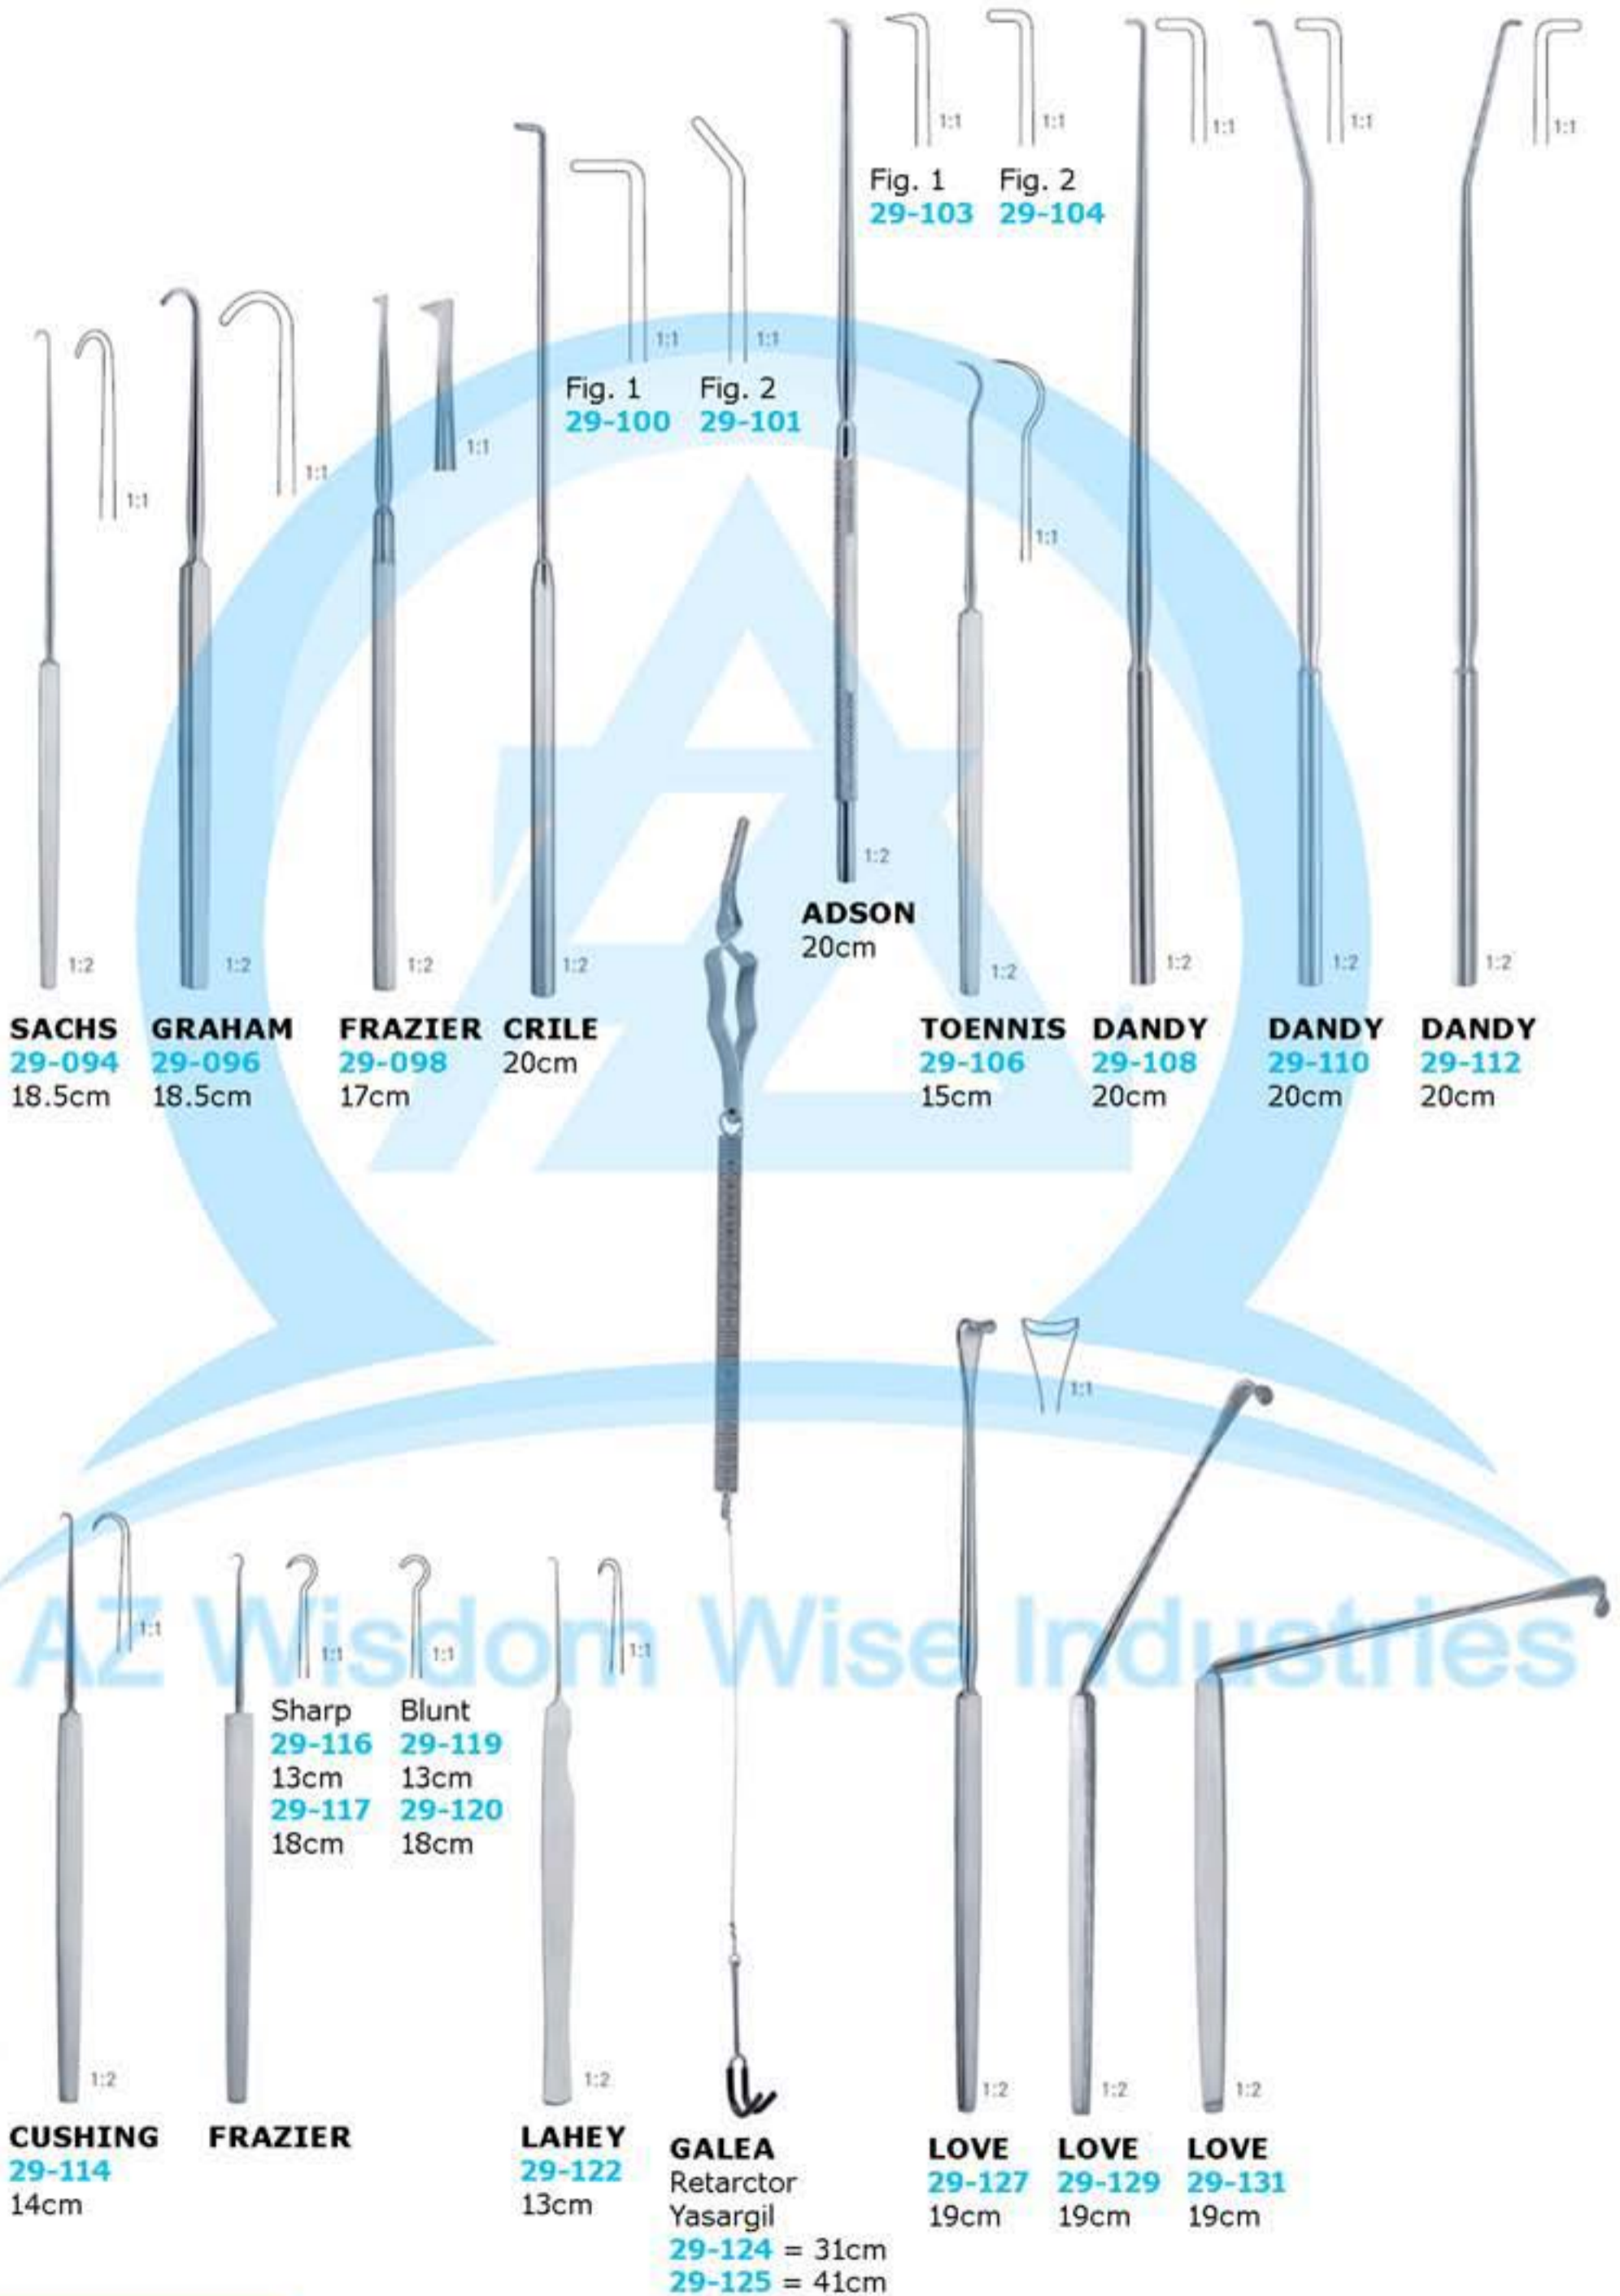 1:1
1:1
1:1
1:1
1:1
Fig. 1
29-103
Fig. 2
29-104
1:1
1:1
Fig. 1
29-100
Fig. 2
29-101
1:1
1:1
1:1
1:1
1:2
ADSON
20cm
1:2
1:2
1:2
1:2
1:2
1:2
1:2
1:2
SACHS
29-094
18.5cm
GRAHAM
29-096
18.5cm
FRAZIER
29-098
17cm
CRILE
20cm
TOENNIS
29-106
15cm
DANDY
29-108
20cm
DANDY
29-110
20cm
DANDY
29-112
20cm
1:1
AZ Wisdom Wise Industries
1:1
1:1
1:1
1:1
Sharp
29-116
13cm
29-117
18cm
Blunt
29-119
13cm
29-120
18cm
1:2
1:2
1:2
1:2
1:2
CUSHING
29-114
14cm
FRAZIER
LAHEY
29-122
13cm
GALEA
Retarctor
Yasargil
29-124 = 31cm
29-125 = 41cm
LOVE
29-127
19cm
LOVE
29-129
19cm
LOVE
29-131
19cm